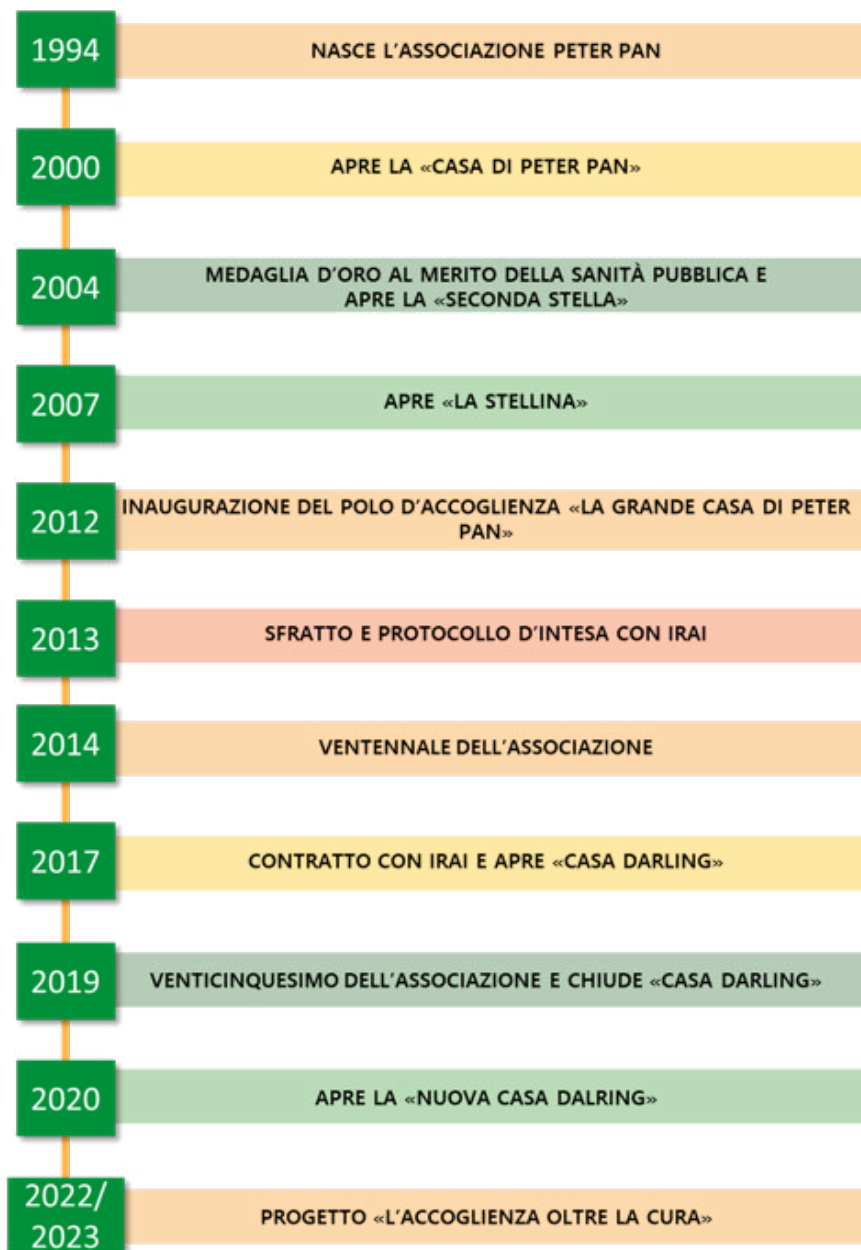 1994
NASCE L'ASSOCIAZIONE PETER PAN
2000
APRE LA «CASA DI PETER PAN»
2004
MEDAGLIA D'ORO AL MERITO DELLA SANITÀ PUBBLICA E
APRE LA «SECONDA STELLA»
2007
APRE «LA STELLINA»
2012
INAUGURAZIONE DEL POLO D'ACCOGLIENZA «LA GRANDE CASA DI PETER
PAN»
2013
SFRATTO E PROTOCOLLO D'INTESA CON IRAI
2014
VENTENNALE DELL'ASSOCIAZIONE
2017
CONTRATTO CON IRAI E APRE «CASA DARLING»
2019
VENTICINQUESIMO DELL'ASSOCIAZIONE E CHIUDE «CASA DARLING»
2020
APRE LA «NUOVA CASA DALRING»
2022/
2023
PROGETTO «L'ACCOGLIENZA OLTRE LA CURA»